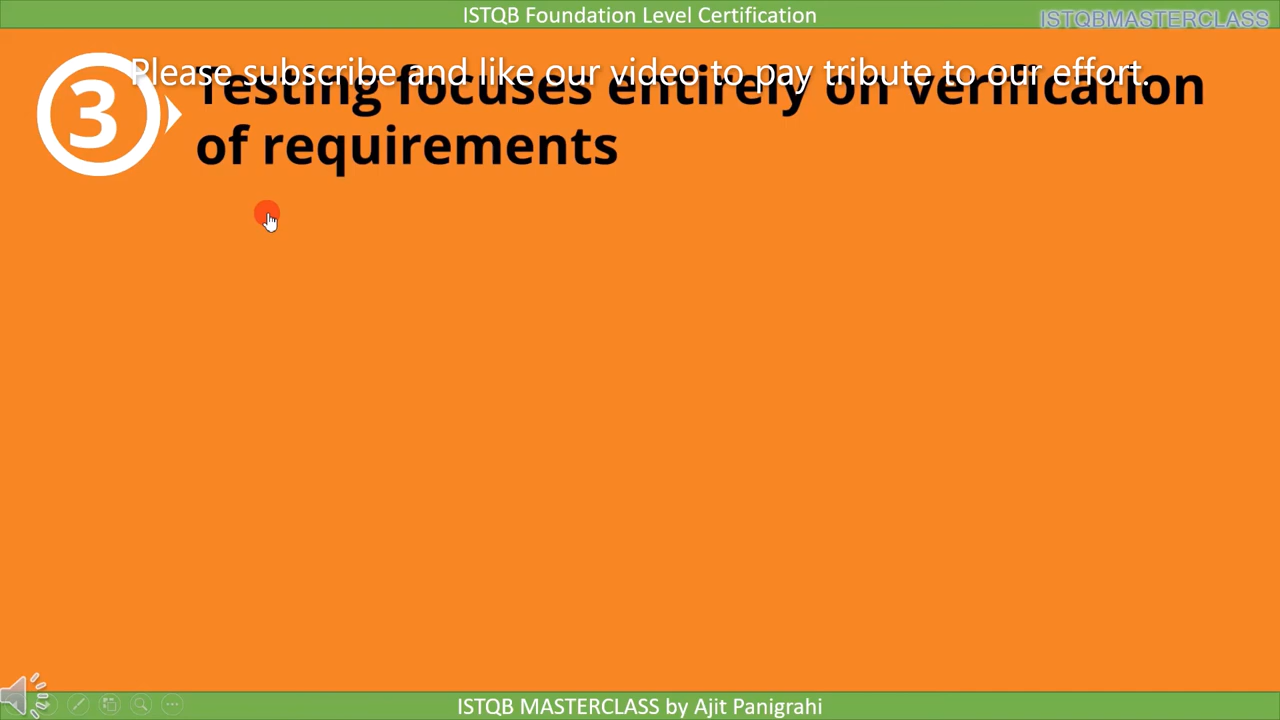 ISTQB Foundation Level Certification
ISTQBMASTERCLASS
Please subscribe and like our video to pay tribute to our effort.
3
Testing focuses entirely on verification
of requirements
ISTQB MASTERCLASS by Ajit Panigrahi